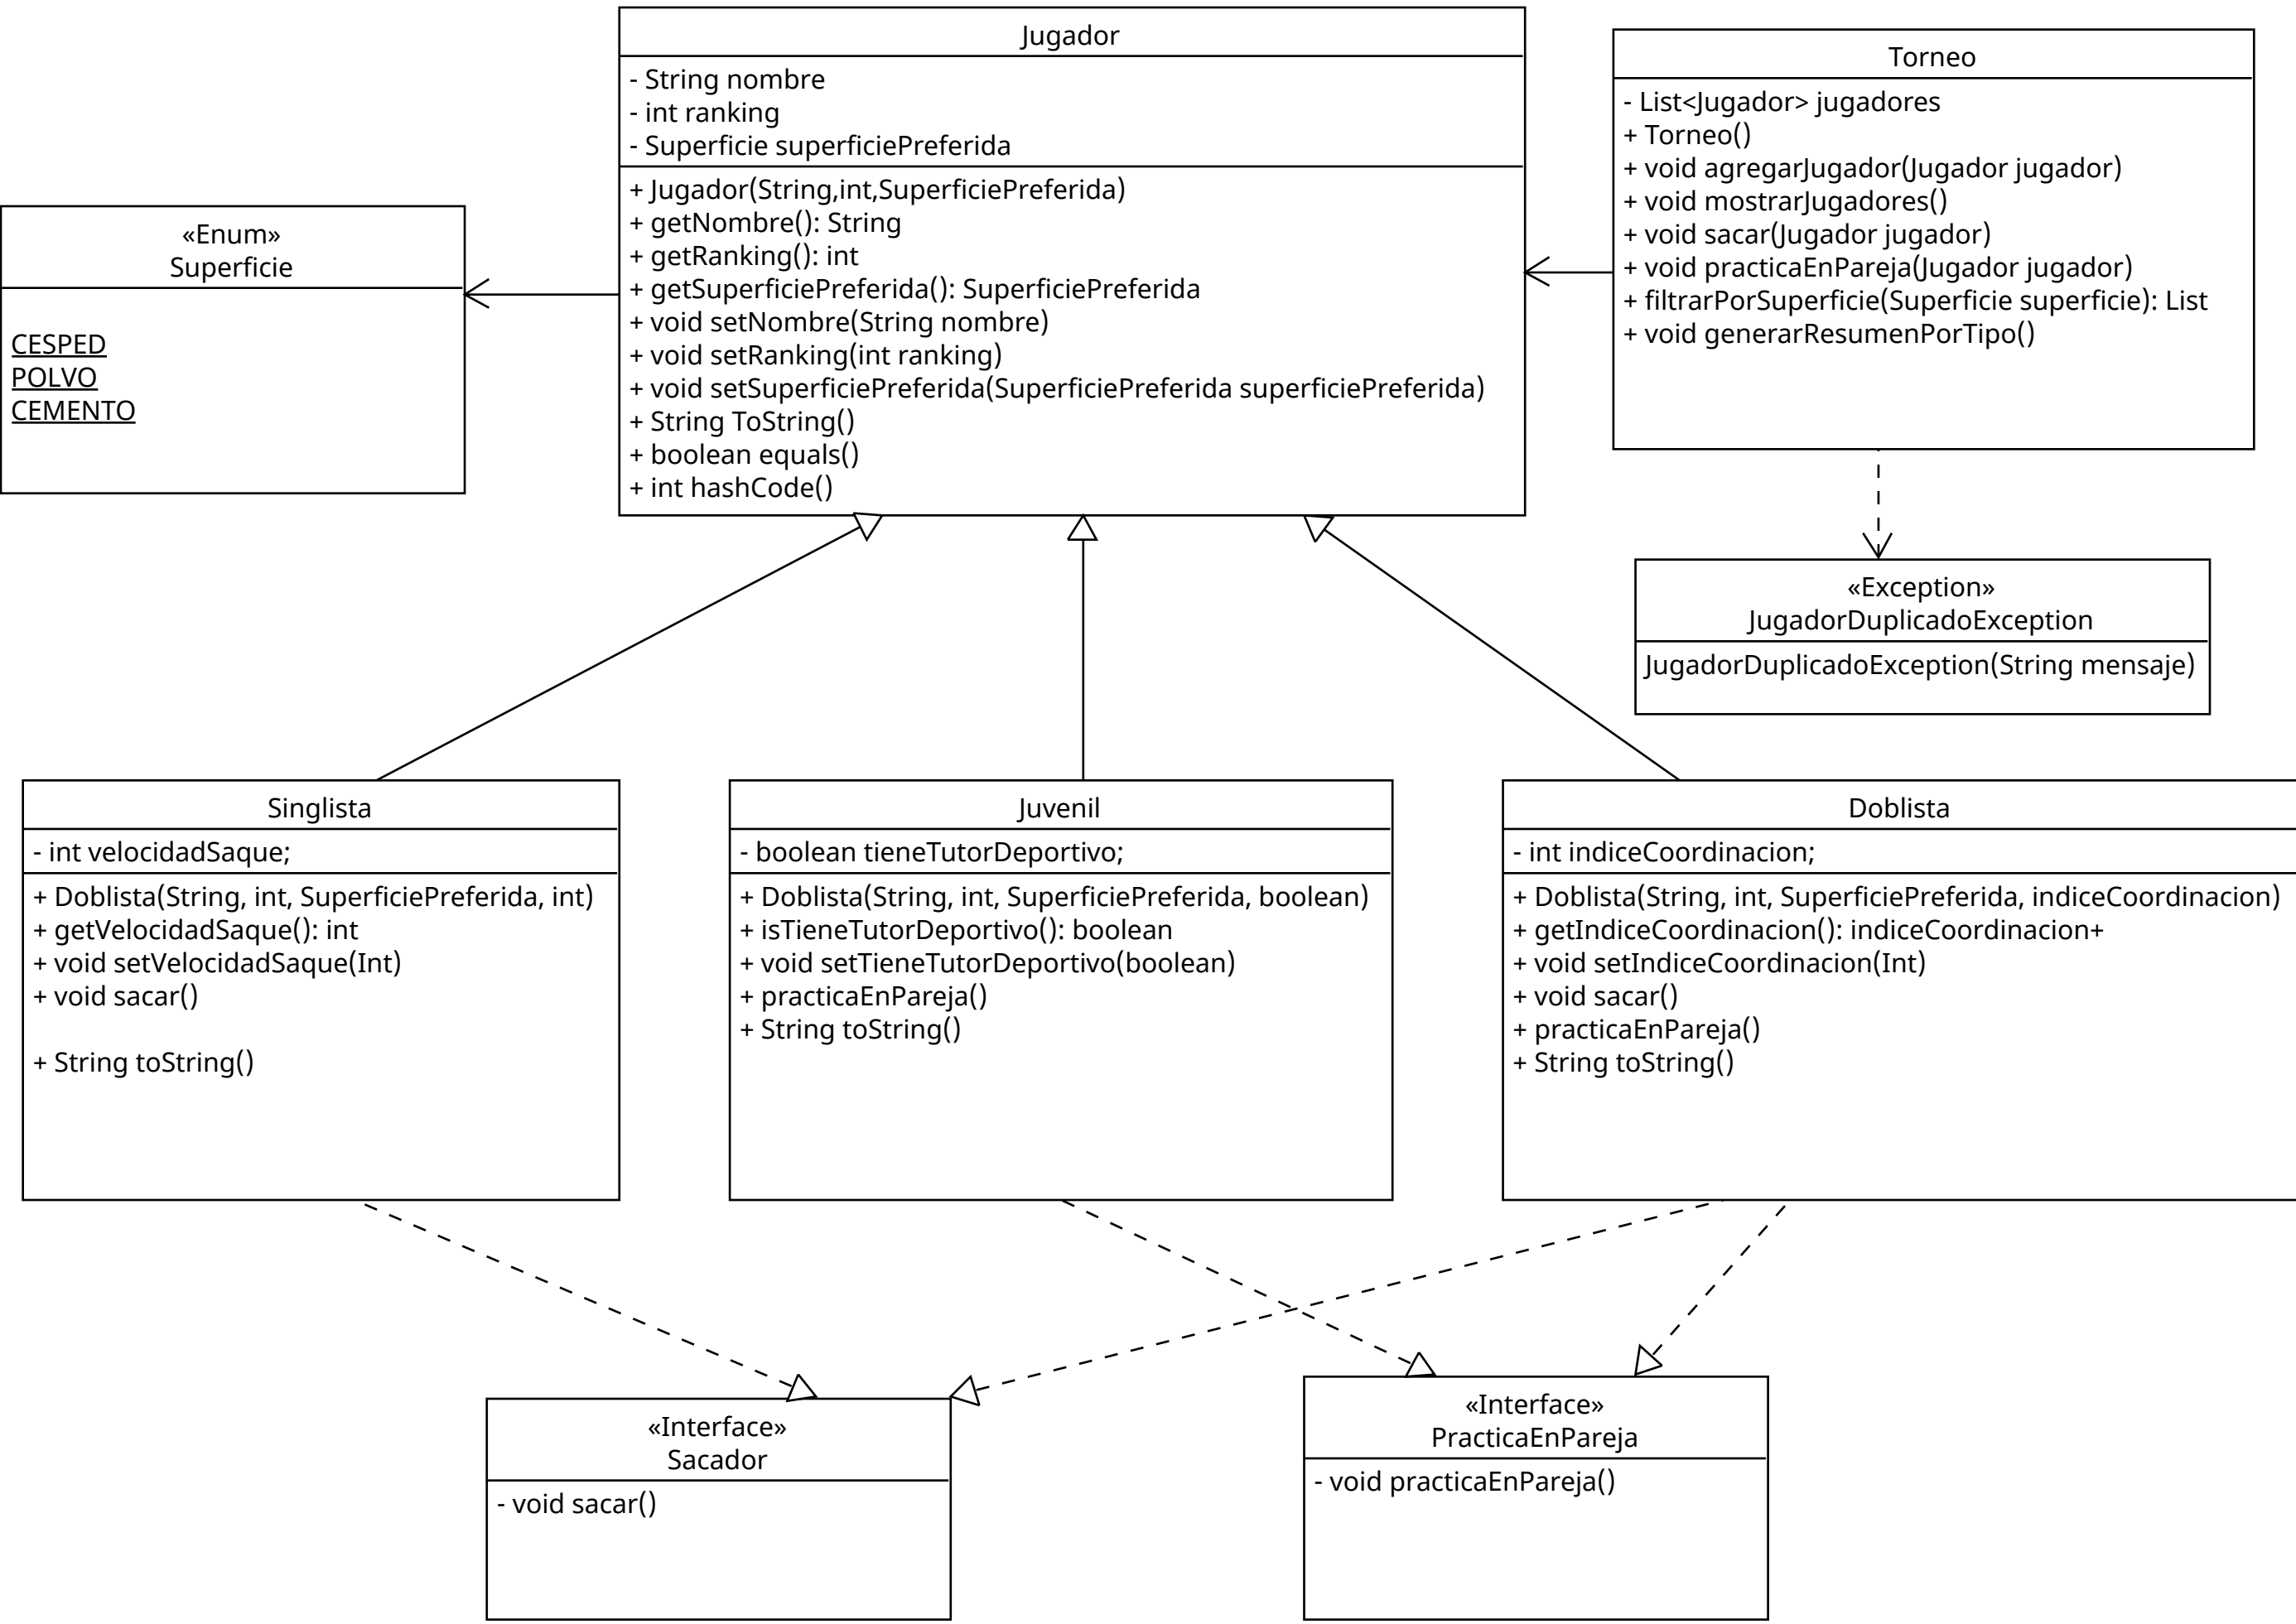 Jugador
- String nombre
- int ranking
- Superficie superficiePreferida
+ Jugador(String,int,SuperficiePreferida)
+ getNombre(): String
+ getRanking(): int
+ getSuperficiePreferida(): SuperficiePreferida
+ void setNombre(String nombre)
+ void setRanking(int ranking)
+ void setSuperficiePreferida(SuperficiePreferida superficiePreferida)
+ String ToString()
+ boolean equals()
+ int hashCode()
Torneo
- List<Jugador> jugadores
+ Torneo()
+ void agregarJugador(Jugador jugador)
+ void mostrarJugadores()
+ void sacar(Jugador jugador)
+ void practicaEnPareja(Jugador jugador)
+ filtrarPorSuperficie(Superficie superficie): List
+ void generarResumenPorTipo()
«Enum»
Superficie
CESPED
POLVO
CEMENTO
«Exception»
JugadorDuplicadoException
JugadorDuplicadoException(String mensaje)
Singlista
- int velocidadSaque;
+ Doblista(String, int, SuperficiePreferida, int)
+ getVelocidadSaque(): int
+ void setVelocidadSaque(Int)
+ void sacar()
+ String toString()
Juvenil
- boolean tieneTutorDeportivo;
+ Doblista(String, int, SuperficiePreferida, boolean)
+ isTieneTutorDeportivo(): boolean
+ void setTieneTutorDeportivo(boolean)
+ practicaEnPareja()
+ String toString()
Doblista
- int indiceCoordinacion;
+ Doblista(String, int, SuperficiePreferida, indiceCoordinacion)
+ getIndiceCoordinacion(): indiceCoordinacion+
+ void setIndiceCoordinacion(Int)
+ void sacar()
+ practicaEnPareja()
+ String toString()
«Interface»
Sacador
- void sacar()
«Interface»
PracticaEnPareja
- void practicaEnPareja()